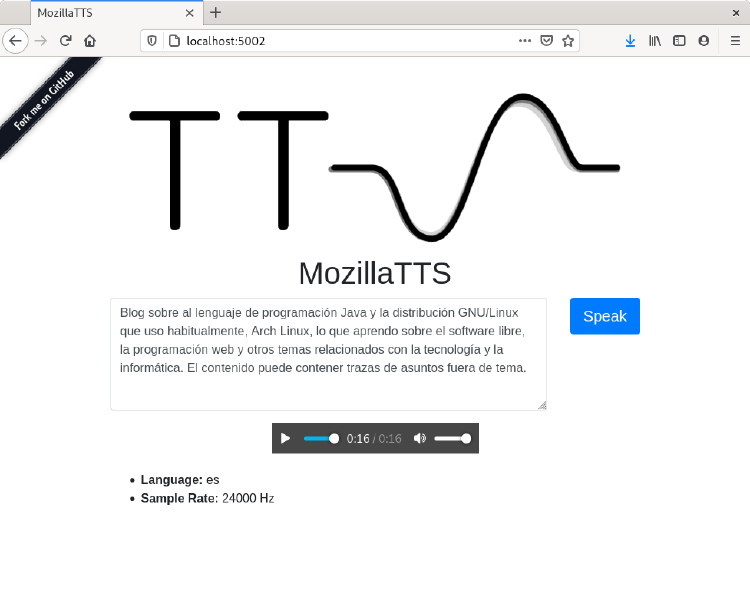 MozillaTTS
localhost:5002
Fork me on GitHub
TT
MozillaTTS
Blog sobre al lenguaje de programación Java y la distribución GNU/Linux
que uso habitualmente, Arch Linux, lo que aprendo sobre el software libre,
la programación web y otros temas relacionados con la tecnología y la
informática. El contenido puede contener trazas de asuntos fuera de tema.
Speak
0:16 / 0:16
Language: es
Sample Rate: 24000 Hz